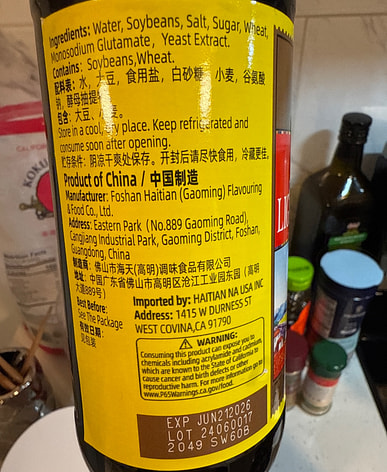 Ingredients: Water, Soybeans, Salt, Sugar, Wheat,
Monosodium Glutamate, Yeast Extract.
Contains: Soybeans,Wheat.
配料表: 水, 大豆, 食用盐, 白砂糖, 小麦, 谷氨酸
钠, 酵母抽提
包含: 大豆、小麦。
Store in a cool, dry place. Keep refrigerated and
consume soon after opening.
贮存条件: 阴凉干爽处保存。开封后请尽快食用, 冷藏更佳。
Product of China / 中国制造
Manufacturer: Foshan Haitian (Gaoming) Flavouring
& Food Co., Ltd.
Address: Eastern Park (No.889 Gaoming Road),
Cangjiang Industrial Park, Gaoming District, Foshan,
Guangdong, China
制造商: 佛山市海天(高明)调味食品有限公司
地址: 中国广东省佛山市高明区沧江工业园东园 (高明
大道889号)
Best Before:
See The Package
有效日期:
见包装
Imported by: HAITIAN NA USA INC
Address: 1415 W DURNESS ST
WEST COVINA,CA 91790
WARNING:
Consuming this product can expose you to
chemicals including acrylamide and cadmium,
which are known to the State of California to
cause cancer and birth defects or other
reproductive harm. For more information go to
www.P65Warnings.ca.gov/food.
EXP JUN212026
LOT 24060017
2049 SW60B